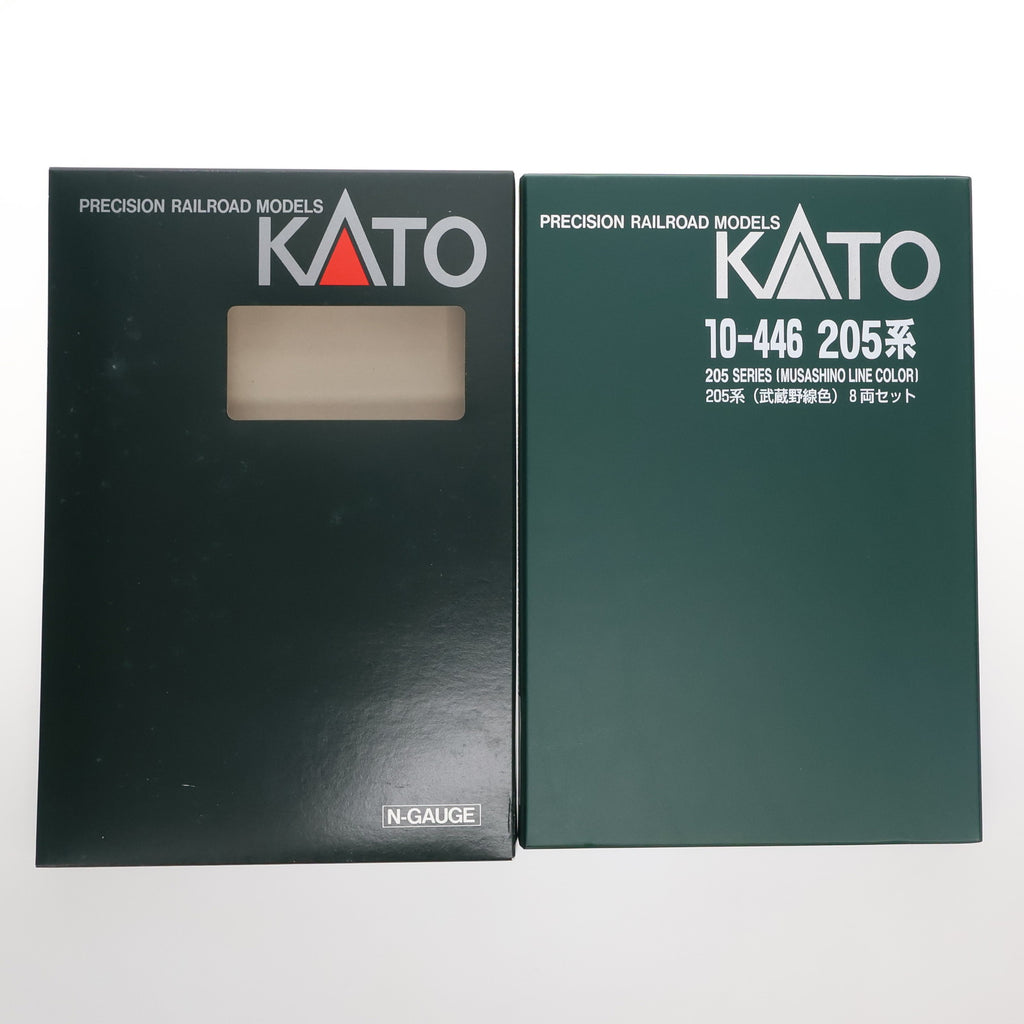 PRECISION RAILROAD MODELS
KATO
N-GAUGE
PRECISION RAILROAD MODELS
KATO
10-446 205系
205 SERIES (MUSASHINO LINE COLOR)
205系（武蔵野線色）8両セット